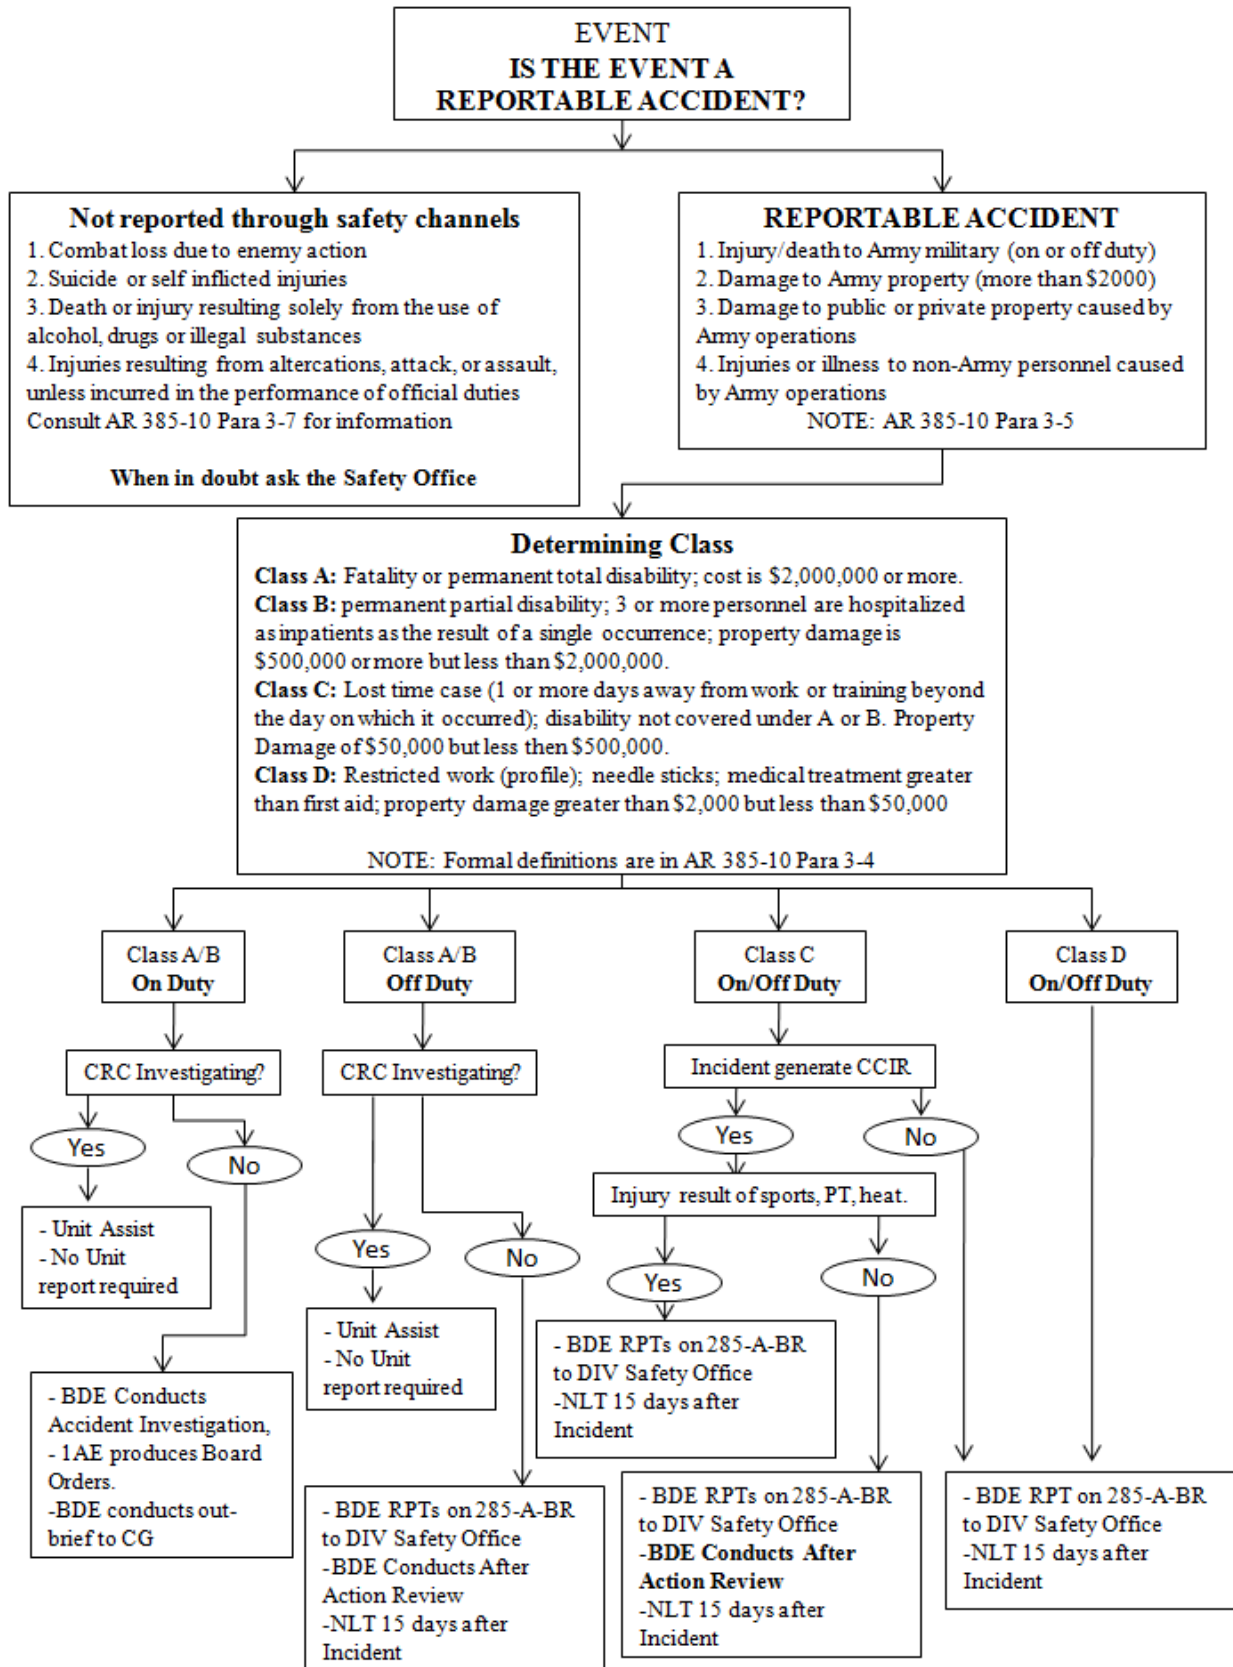 EVENT
IS THE EVENT A
REPORTABLE ACCIDENT?
Not reported through safety channels
1. Combat loss due to enemy action
2. Suicide or self inflicted injuries
3. Death or injury resulting solely from the use of
alcohol, drugs or illegal substances
4. Injuries resulting from altercations, attack, or assault,
unless incurred in the performance of official duties
Consult AR 385-10 Para 3-7 for information
When in doubt ask the Safety Office
REPORTABLE ACCIDENT
1. Injury/death to Army military (on or off duty)
2. Damage to Army property (more than $2000)
3. Damage to public or private property caused by
Army operations
4. Injuries or illness to non-Army personnel caused
by Army operations
NOTE: AR 385-10 Para 3-5
Determining Class
Class A: Fatality or permanent total disability; cost is $2,000,000 or more.
Class B: permanent partial disability; 3 or more personnel are hospitalized
as inpatients as the result of a single occurrence; property damage is
$500,000 or more but less than $2,000,000.
Class C: Lost time case (1 or more days away from work or training beyond
the day on which it occurred); disability not covered under A or B. Property
Damage of $50,000 but less then $500,000.
Class D: Restricted work (profile); needle sticks; medical treatment greater
than first aid; property damage greater than $2,000 but less than $50,000
NOTE: Formal definitions are in AR 385-10 Para 3-4
Class A/B
On Duty
Class A/B
Off Duty
Class C
On/Off Duty
Class D
On/Off Duty
CRC Investigating?
CRC Investigating?
Incident generate CCIR
Yes
No
Yes
No
Injury result of sports, PT, heat.
Yes
No
Yes
No
- Unit Assist
- No Unit
report required
- Unit Assist
- No Unit
report required
- BDE RPTs on 285-A-BR
to DIV Safety Office
-NLT 15 days after
Incident
- BDE Conducts
Accident Investigation,
- 1AE produces Board
Orders.
-BDE conducts out-
brief to CG
- BDE RPTs on 285-A-BR
to DIV Safety Office
-BDE Conducts After
Action Review
-NLT 15 days after
Incident
- BDE RPTs on 285-A-BR
to DIV Safety Office
-BDE Conducts After
Action Review
-NLT 15 days after
Incident
- BDE RPT on 285-A-BR
to DIV Safety Office
-NLT 15 days after
Incident